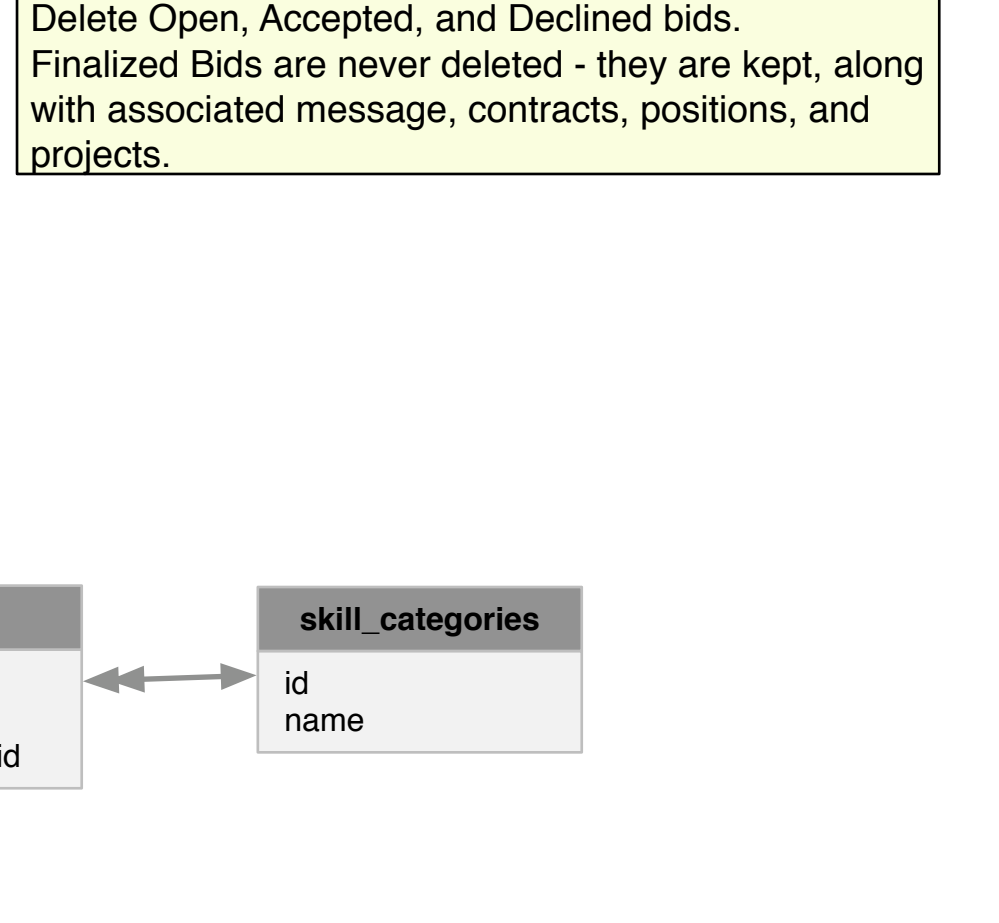 Delete Open, Accepted, and Declined bids.
Finalized Bids are never deleted - they are kept, along
with associated message, contracts, positions, and
projects.
skill_categories
id
name
id